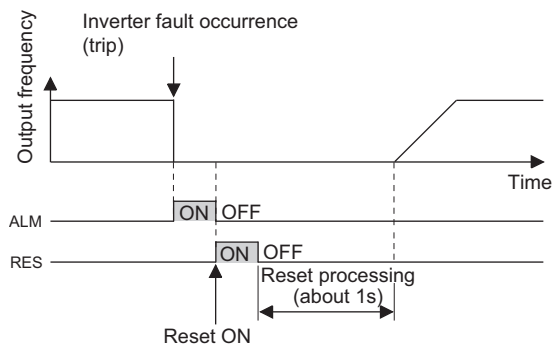 Inverter fault occurrence
(trip)
Output frequency
Time
ALM
ON
OFF
RES
ON
OFF
Reset processing
(about 1s)
Reset ON